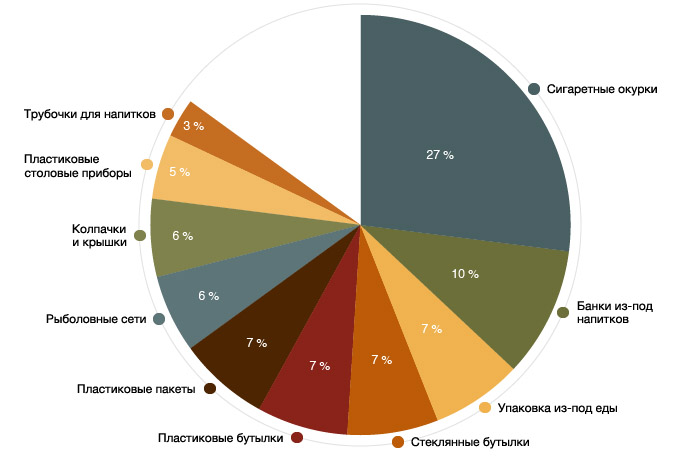 Сигаретные окурки
27 %
Банки из-под
напитков
10 %
Упаковка из-под еды
7 %
Стеклянные бутылки
7 %
Пластиковые бутылки
7 %
Пластиковые пакеты
7 %
Рыболовные сети
6 %
Колпачки
и крышки
6 %
Пластиковые
столовые приборы
5 %
Трубочки для напитков
3 %